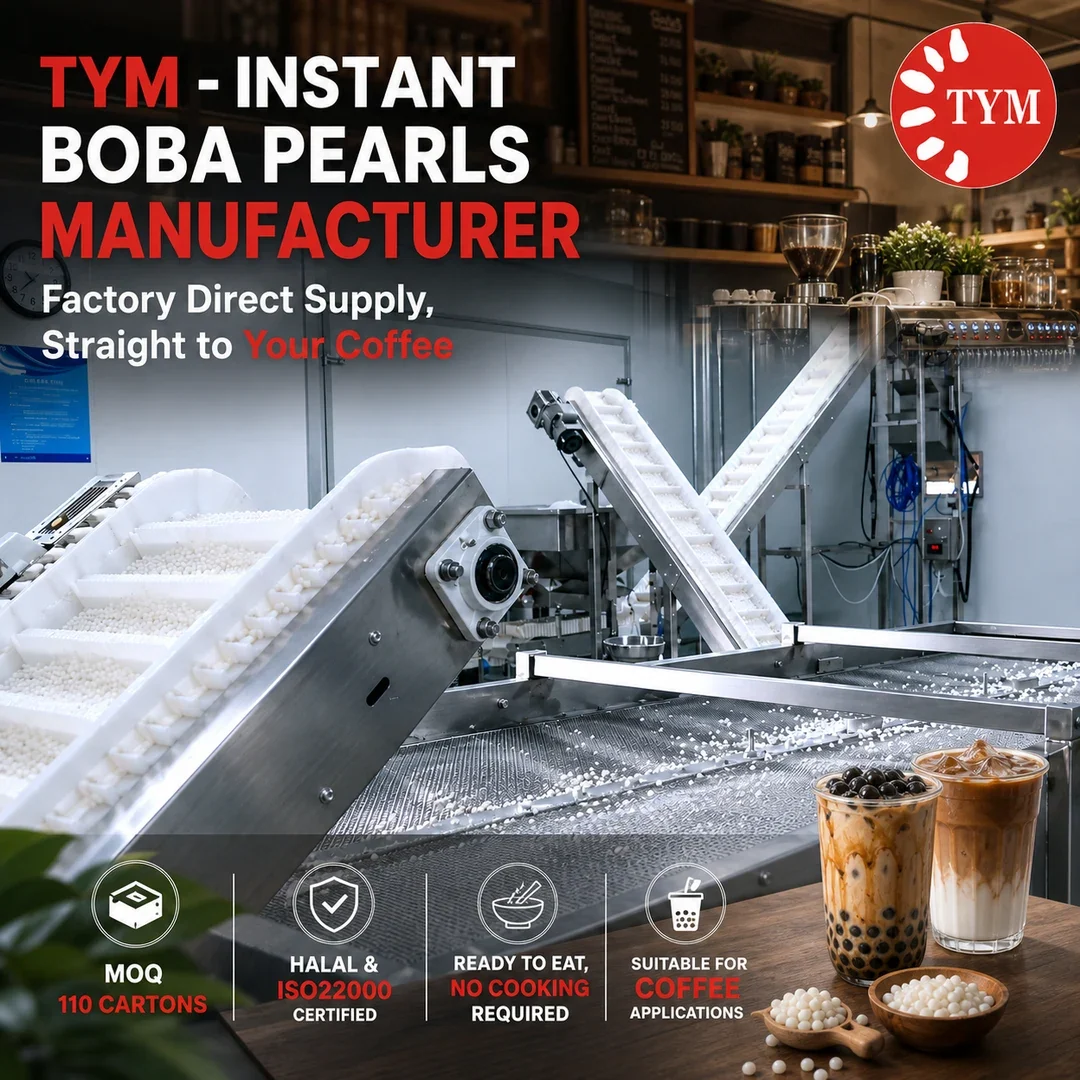 TYM - INSTANT
BOBA PEARLS
MANUFACTURER
Factory Direct Supply,
Straight to Your Coffee
TYM
MOQ
110 CARTONS
HALAL &
ISO22000
CERTIFIED
READY TO EAT,
NO COOKING
REQUIRED
SUITABLE FOR
COFFEE
APPLICATIONS